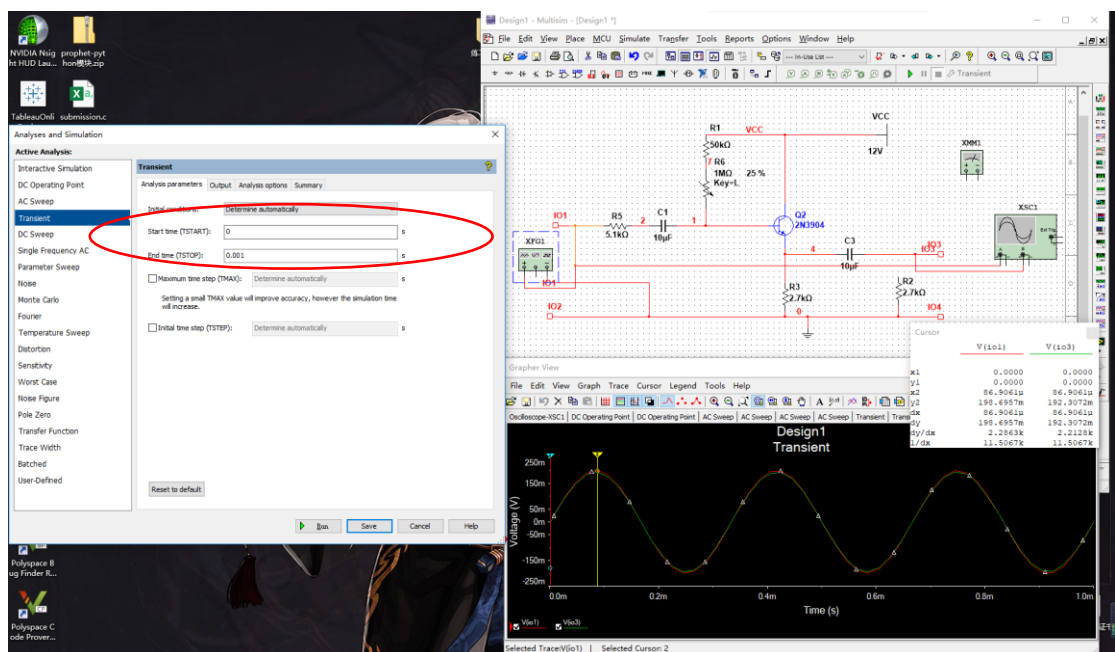 NVIDIA Nsig
ht HUD Lau...
prophet-pyt
hon模块.zip
TableauOnli
submission.c
Analyses and Simulation
Active Analysis:
Interactive Simulation
DC Operating Point
AC Sweep
Transient
DC Sweep
Single Frequency AC
Parameter Sweep
Noise
Monte Carlo
Fourier
Temperature Sweep
Distortion
Sensitivity
Worst Case
Noise Figure
Pole Zero
Transfer Function
Trace Width
Batched
User-Defined
Transient
Analysis parameters Output Analysis options Summary
Initial conditions: Determine automatically
Start time (TSTART): 0 s
End time (TSTOP): 0.001 s
Maximum time step (TMAX): Determine automatically s
Setting a small TMAX value will improve accuracy, however the simulation time
will increase.
Initial time step (TSTEP): Determine automatically s
Reset to default
Run Save Cancel Help
Polyspace B
ug Finder R...
Polyspace C
ode Prover...
Design1 - Multisim - [Design1 *]
File Edit View Place MCU Simulate Transfer Tools Reports Options Window Help
--- In-Use List ---
Transient
VCC
12V
R1
VCC
50kΩ
7 R6
1MΩ 25 %
Key=L
XMM1
XSC1
Ext Trig
IO1
R5
5.1kΩ
2
C1
10μF
1
Q2
2N3904
4
C3
10μF
IO3
XFG1
IO1
IO2
R3
2.7kΩ
0
R2
2.7kΩ
IO4
Cursor
V(io1) V(io3)
x1 0.0000 0.0000
y1 0.0000 0.0000
x2 86.9061μ 86.9061μ
y2 198.6957m 192.3072m
dx 86.9061μ 86.9061μ
dy 198.6957m 192.3072m
dy/dx 2.2863k 2.2128k
1/dx 11.5067k 11.5067k
Grapher View
File Edit View Graph Trace Cursor Legend Tools Help
Oscilloscope-XSC1 DC Operating Point DC Operating Point AC Sweep AC Sweep AC Sweep AC Sweep Transient Trans
Design1
Transient
Voltage (V)
250m
150m
50m
0m
-50m
-150m
-250m
0.0m 0.2m 0.4m 0.6m 0.8m 1.0m
Time (s)
V(io1) V(io3)
Selected Trace:V(io1) | Selected Cursor: 2